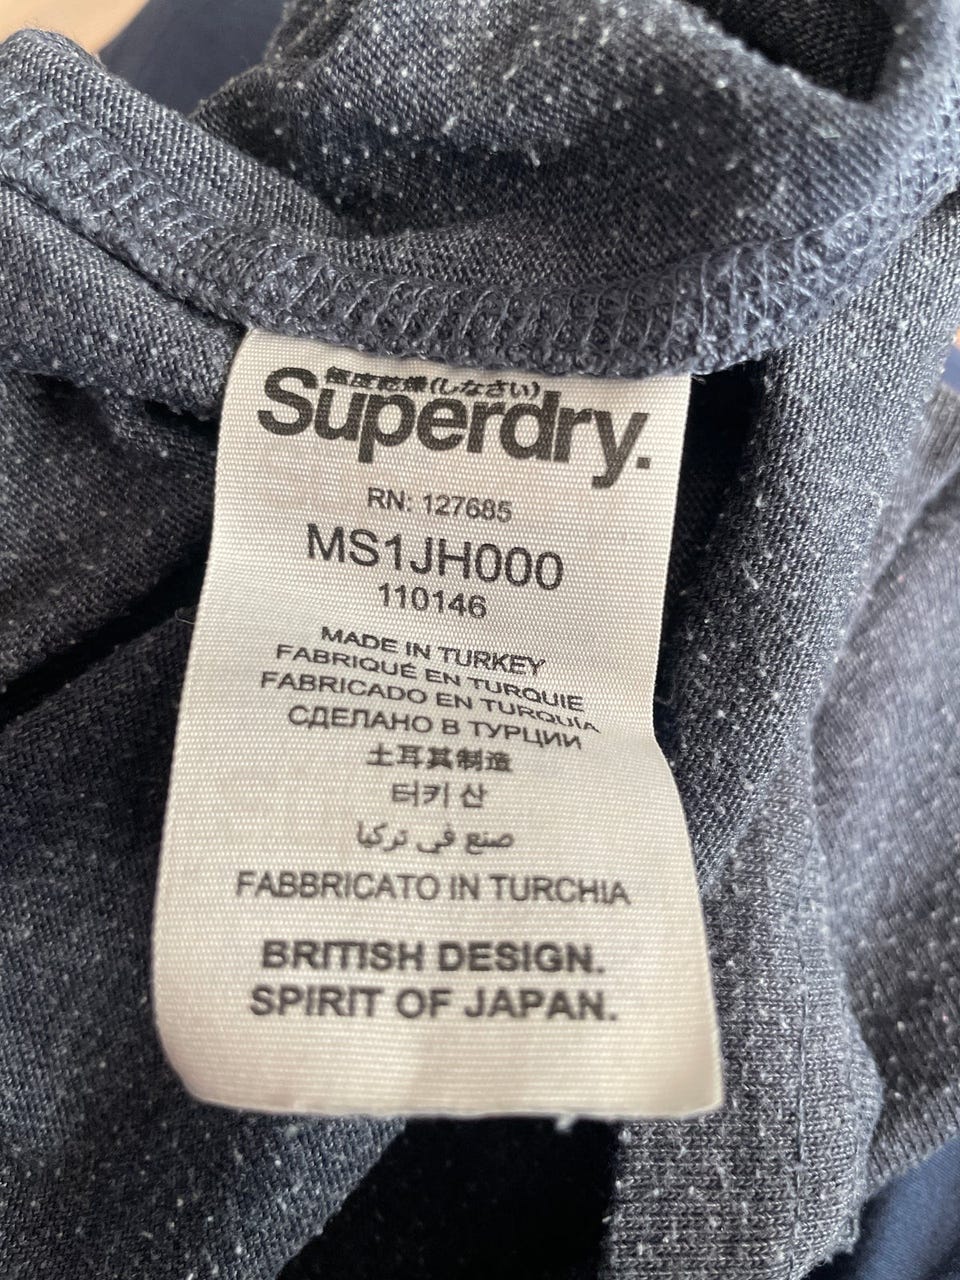 極度乾燥(しなさい)
Superdry.
RN: 127685
MS1JH000
110146
MADE IN TURKEY
FABRIQUÉ EN TURQUIE
FABRICADO EN TURQUÍA
СДЕЛАНО В ТУРЦИИ
土耳其制造
터키 산
صنع في تركيا
FABBRICATO IN TURCHIA
BRITISH DESIGN.
SPIRIT OF JAPAN.